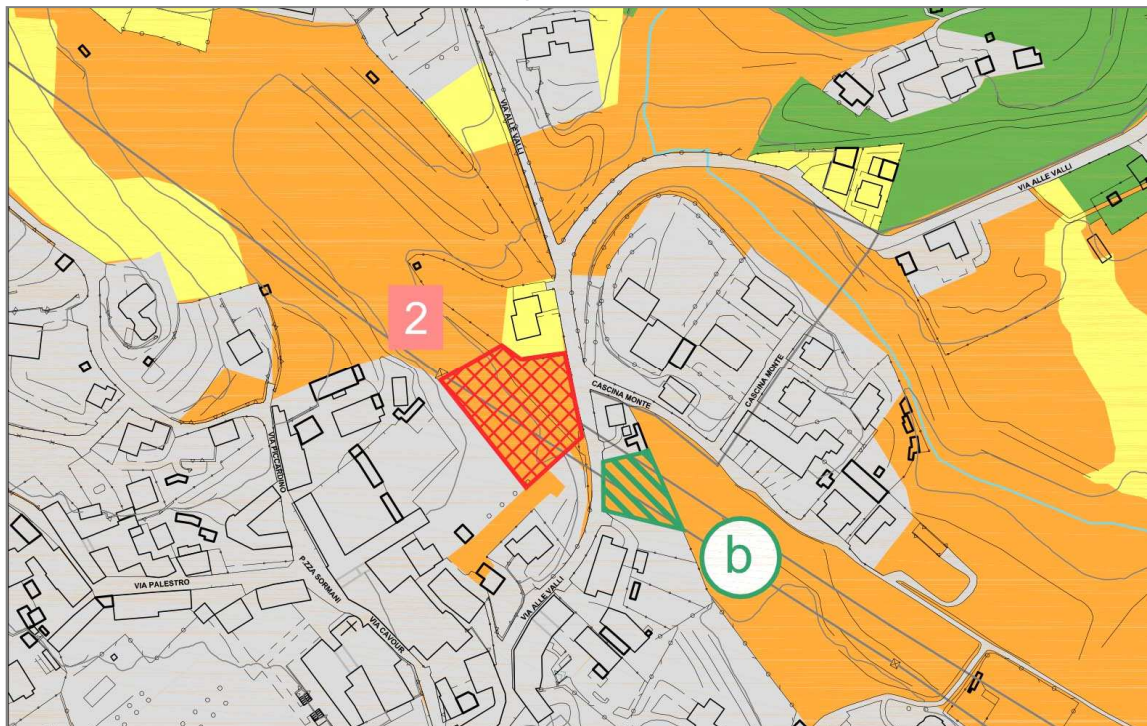 VIA ALLE VALLI
VIA ALLE VALLI
2
CASCINA MONTE
CASCINA MONTE
VIA PICCARDINO
b
VIA PALESTRO
P.ZZA SORMANI
VIA ALLE VALLI
VIA CAVOUR